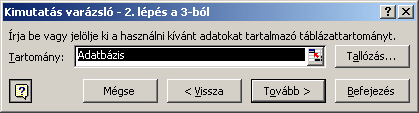 Kimutatás varázsló - 2. lépés a 3-ból
Írja be vagy jelölje ki a használni kívánt adatokat tartalmazó táblázattartományt.
Tartomány: Adatbázis Tallózás...
Mégse < Vissza Tovább > Befejezés